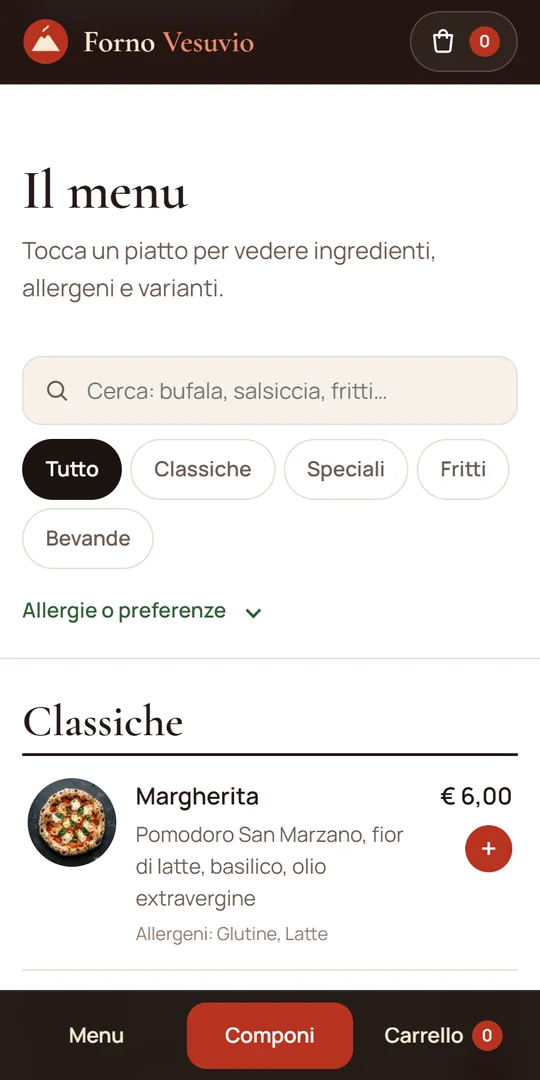 Forno Vesuvio
0
Il menu
Tocca un piatto per vedere ingredienti,
allergeni e varianti.
Cerca: bufala, salsiccia, fritti…
Tutto
Classiche
Speciali
Fritti
Bevande
Allergie o preferenze
Classiche
Margherita
€ 6,00
Pomodoro San Marzano, fior
di latte, basilico, olio
extravergine
+
Allergeni: Glutine, Latte
Menu
Componi
Carrello 0